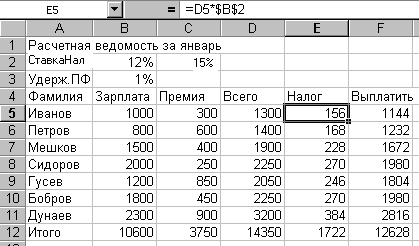 E5 = =D5*$B$2
A B C D E F
1 Расчетная ведомость за январь
2 СтавкаНал 12% 15%
3 Удерж.ПФ 1%
4 Фамилия Зарплата Премия Всего Налог Выплатить
5 Иванов 1000 300 1300 156 1144
6 Петров 800 600 1400 168 1232
7 Мешков 1500 400 1900 228 1672
8 Сидоров 2000 250 2250 270 1980
9 Гусев 1200 850 2050 246 1804
10 Бобров 1800 450 2250 270 1980
11 Дунаев 2300 900 3200 384 2816
12 Итого 10600 3750 14350 1722 12628